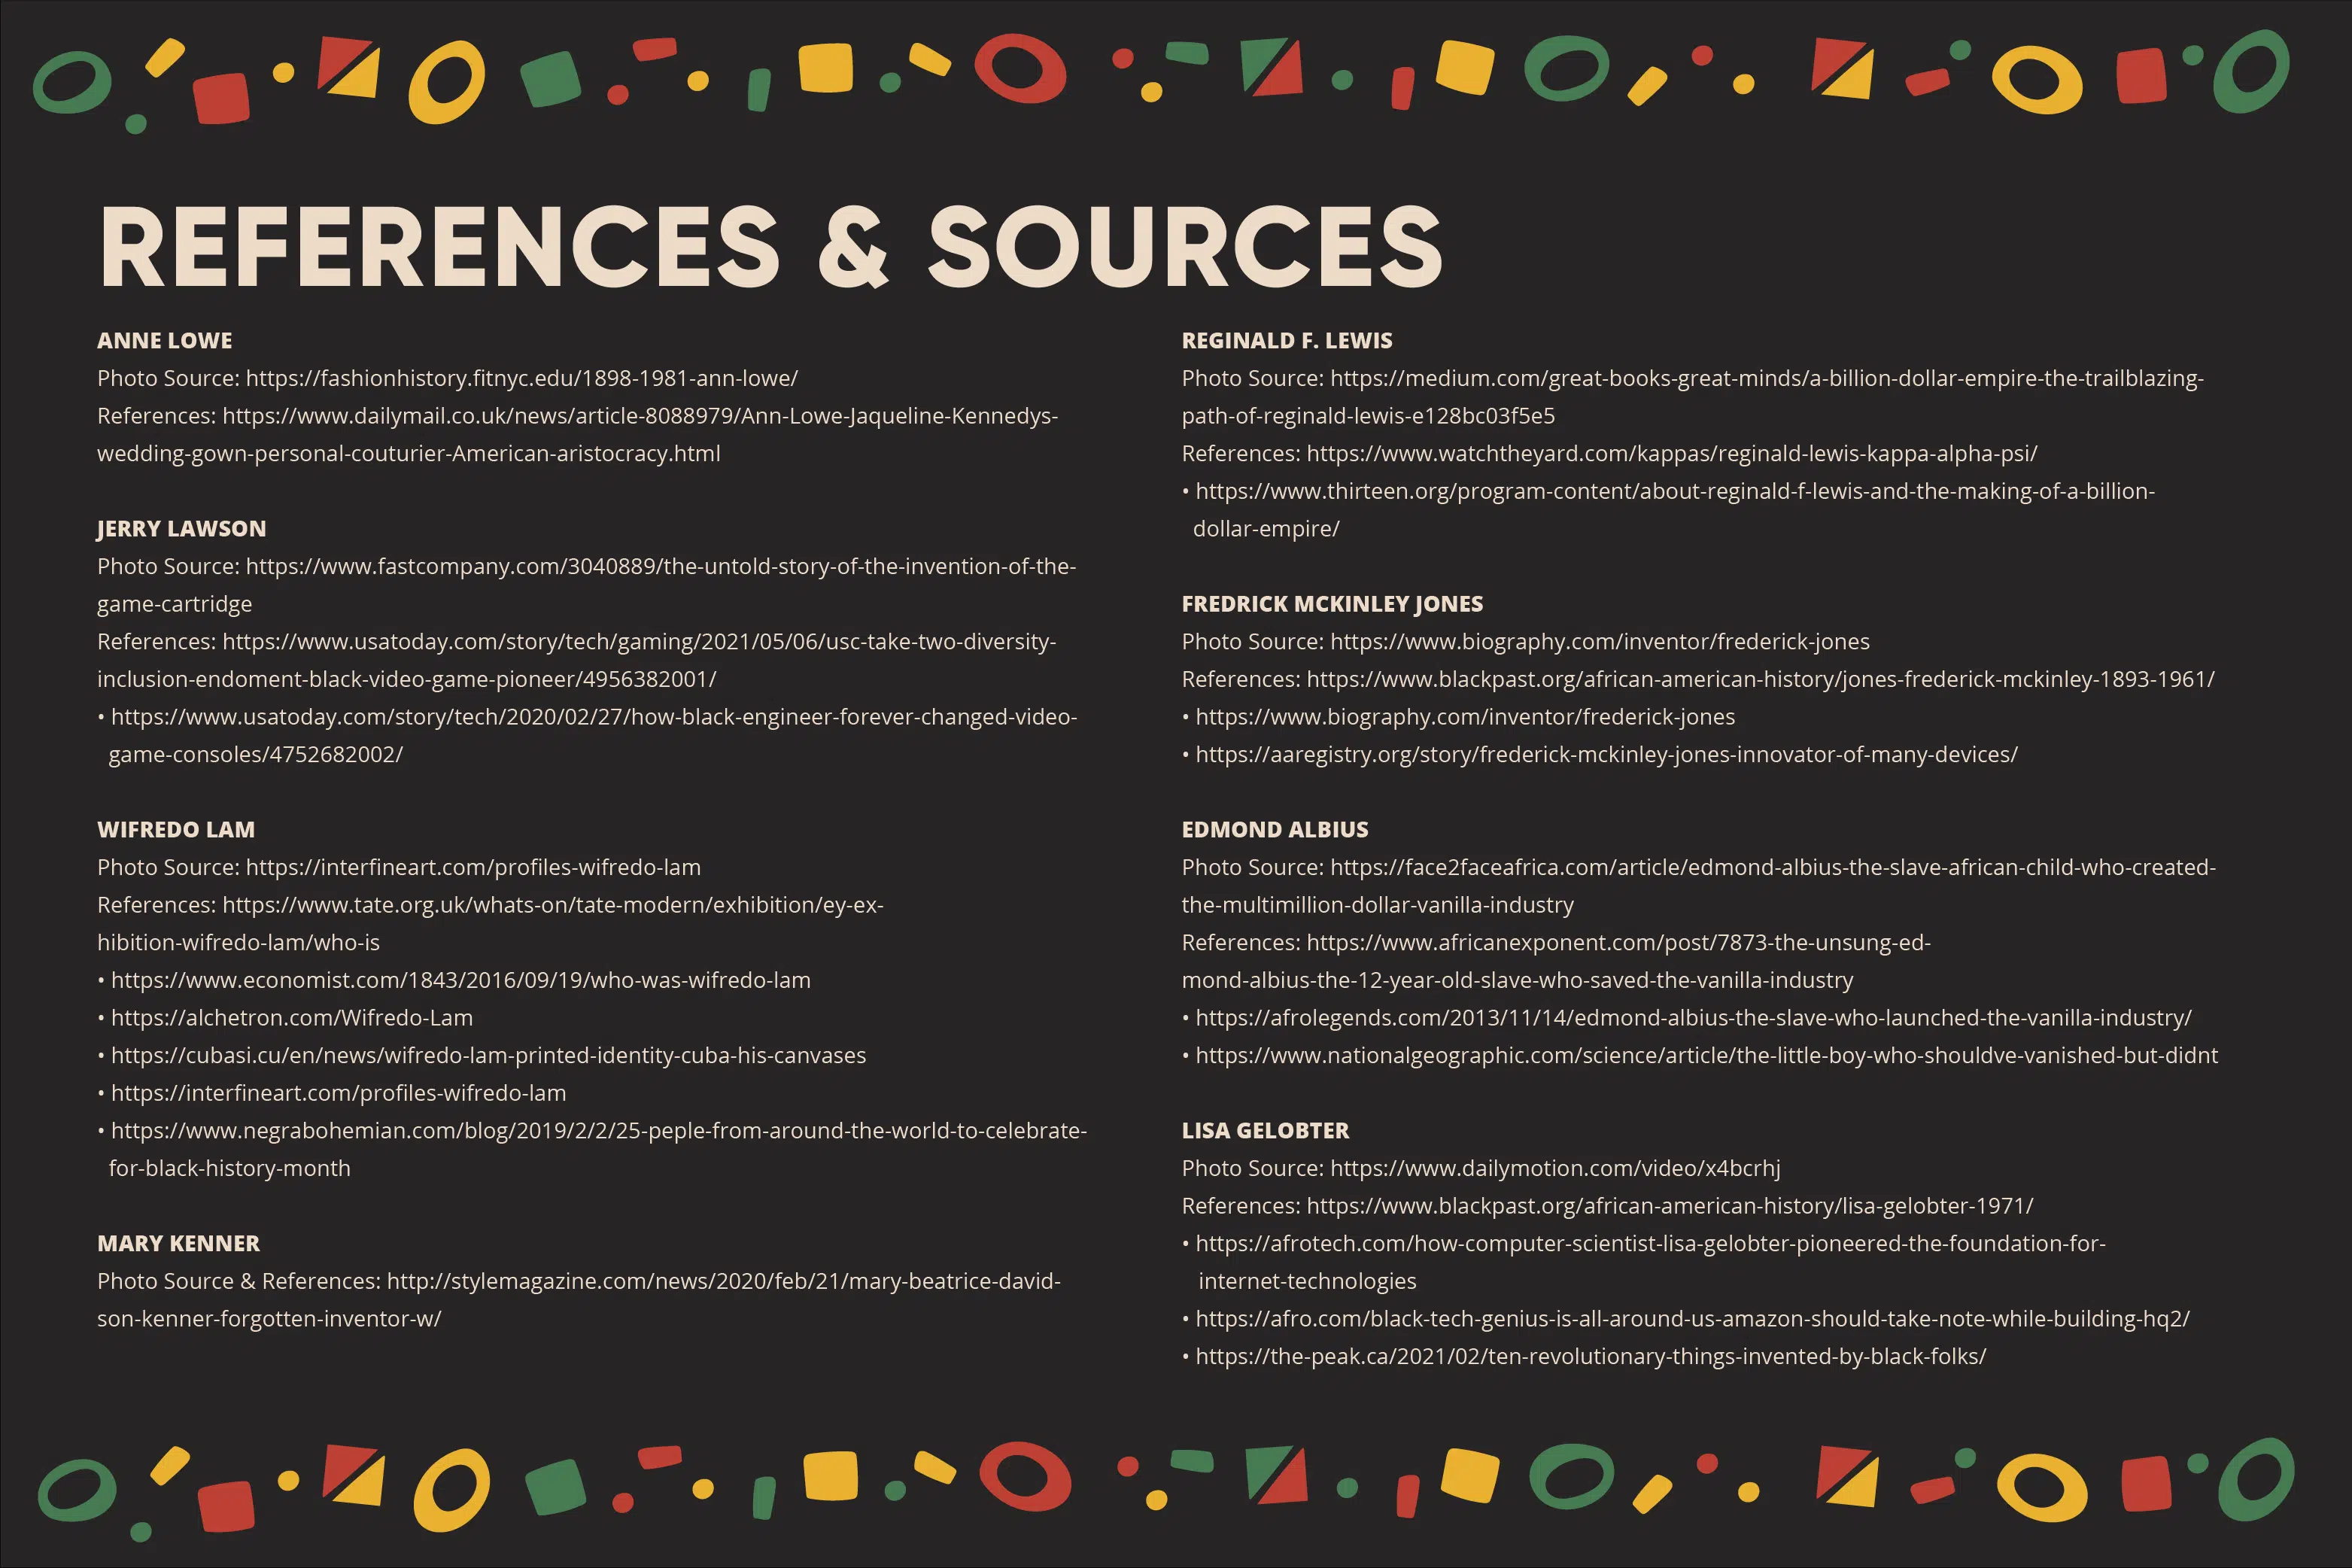 REFERENCES & SOURCES
ANNE LOWE
Photo Source: https://fashionhistory.fitnyc.edu/1898-1981-ann-lowe/
References: https://www.dailymail.co.uk/news/article-8088979/Ann-Lowe-Jaqueline-Kennedys-
wedding-gown-personal-couturier-American-aristocracy.html
JERRY LAWSON
Photo Source: https://www.fastcompany.com/3040889/the-untold-story-of-the-invention-of-the-
game-cartridge
References: https://www.usatoday.com/story/tech/gaming/2021/05/06/usc-take-two-diversity-
inclusion-endoment-black-video-game-pioneer/4956382001/
• https://www.usatoday.com/story/tech/2020/02/27/how-black-engineer-forever-changed-video-
game-consoles/4752682002/
WIFREDO LAM
Photo Source: https://interfineart.com/profiles-wifredo-lam
References: https://www.tate.org.uk/whats-on/tate-modern/exhibition/ey-ex-
hibition-wifredo-lam/who-is
• https://www.economist.com/1843/2016/09/19/who-was-wifredo-lam
• https://alchetron.com/Wifredo-Lam
• https://cubasi.cu/en/news/wifredo-lam-printed-identity-cuba-his-canvases
• https://interfineart.com/profiles-wifredo-lam
• https://www.negrabohemian.com/blog/2019/2/2/25-peple-from-around-the-world-to-celebrate-
for-black-history-month
MARY KENNER
Photo Source & References: http://stylemagazine.com/news/2020/feb/21/mary-beatrice-david-
son-kenner-forgotten-inventor-w/
REGINALD F. LEWIS
Photo Source: https://medium.com/great-books-great-minds/a-billion-dollar-empire-the-trailblazing-
path-of-reginald-lewis-e128bc03f5e5
References: https://www.watchtheyard.com/kappas/reginald-lewis-kappa-alpha-psi/
• https://www.thirteen.org/program-content/about-reginald-f-lewis-and-the-making-of-a-billion-
dollar-empire/
FREDRICK MCKINLEY JONES
Photo Source: https://www.biography.com/inventor/frederick-jones
References: https://www.blackpast.org/african-american-history/jones-frederick-mckinley-1893-1961/
• https://www.biography.com/inventor/frederick-jones
• https://aaregistry.org/story/frederick-mckinley-jones-innovator-of-many-devices/
EDMOND ALBIUS
Photo Source: https://face2faceafrica.com/article/edmond-albius-the-slave-african-child-who-created-
the-multimillion-dollar-vanilla-industry
References: https://www.africanexponent.com/post/7873-the-unsung-ed-
mond-albius-the-12-year-old-slave-who-saved-the-vanilla-industry
• https://afrolegends.com/2013/11/14/edmond-albius-the-slave-who-launched-the-vanilla-industry/
• https://www.nationalgeographic.com/science/article/the-little-boy-who-shouldve-vanished-but-didnt
LISA GELOBTER
Photo Source: https://www.dailymotion.com/video/x4bcrhj
References: https://www.blackpast.org/african-american-history/lisa-gelobter-1971/
• https://afrotech.com/how-computer-scientist-lisa-gelobter-pioneered-the-foundation-for-
internet-technologies
• https://afro.com/black-tech-genius-is-all-around-us-amazon-should-take-note-while-building-hq2/
• https://the-peak.ca/2021/02/ten-revolutionary-things-invented-by-black-folks/